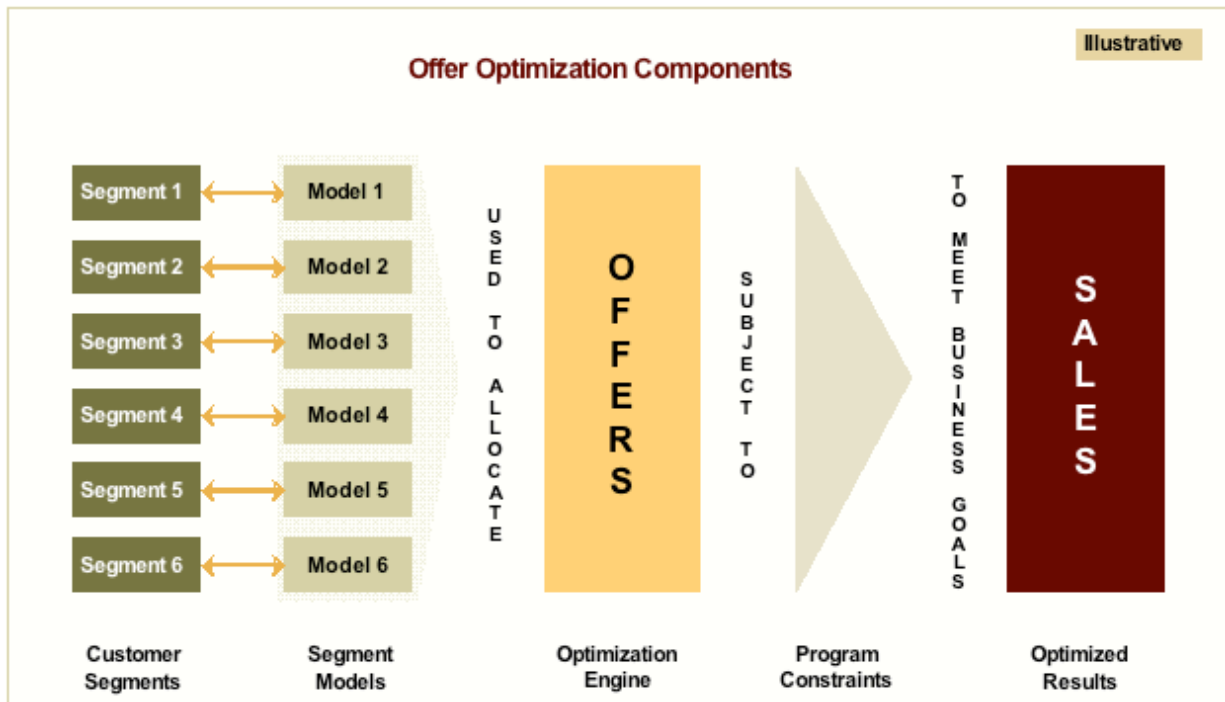 Illustrative
Offer Optimization Components
Segment 1
Model 1
Segment 2
Model 2
Segment 3
Model 3
Segment 4
Model 4
Segment 5
Model 5
Segment 6
Model 6
USED TO ALLOCATE
OFFERS
SUBJECT TO
TO MEET BUSINESS GOALS
SALES
Customer
Segments
Segment
Models
Optimization
Engine
Program
Constraints
Optimized
Results